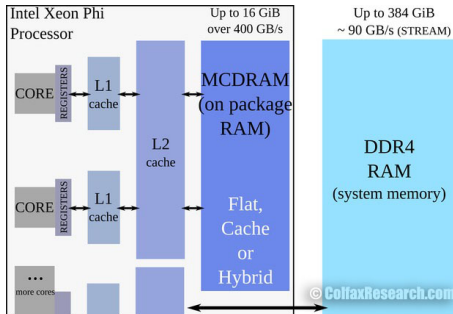 Intel Xeon Phi
Processor
Up to 16 GiB
over 400 GB/s
Up to 384 GiB
~ 90 GB/s (STREAM)
CORE
REGISTERS
L1
cache
L2
cache
MCDRAM
(on package
RAM)
DDR4
RAM
(system memory)
CORE
REGISTERS
L1
cache
Flat,
Cache
or
Hybrid
...
more cores
© ColfaxResearch.com